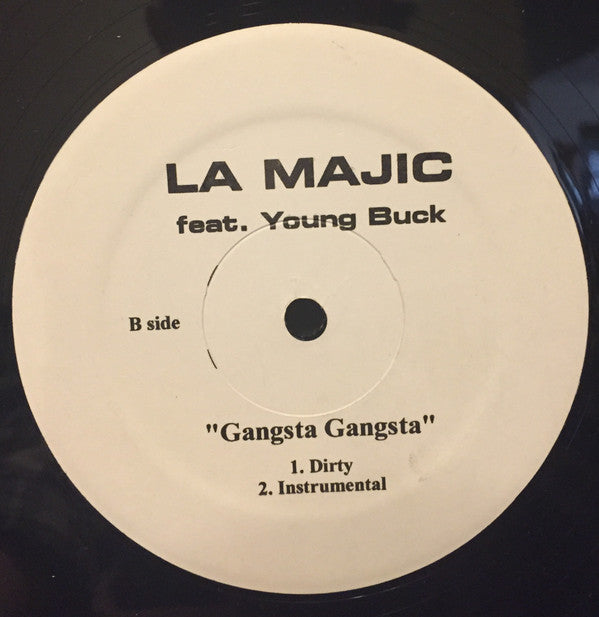 LA MAJIC
feat. Young Buck
B side
"Gangsta Gangsta"
1. Dirty
2. Instrumental